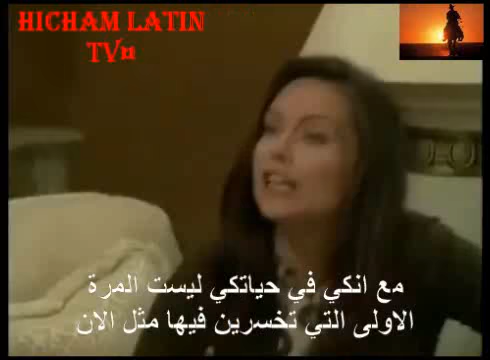 HICHAM LATIN
TV¤
مع انكي في حياتكي ليست المرة
الاولى التي تخسرين فيها مثل الان